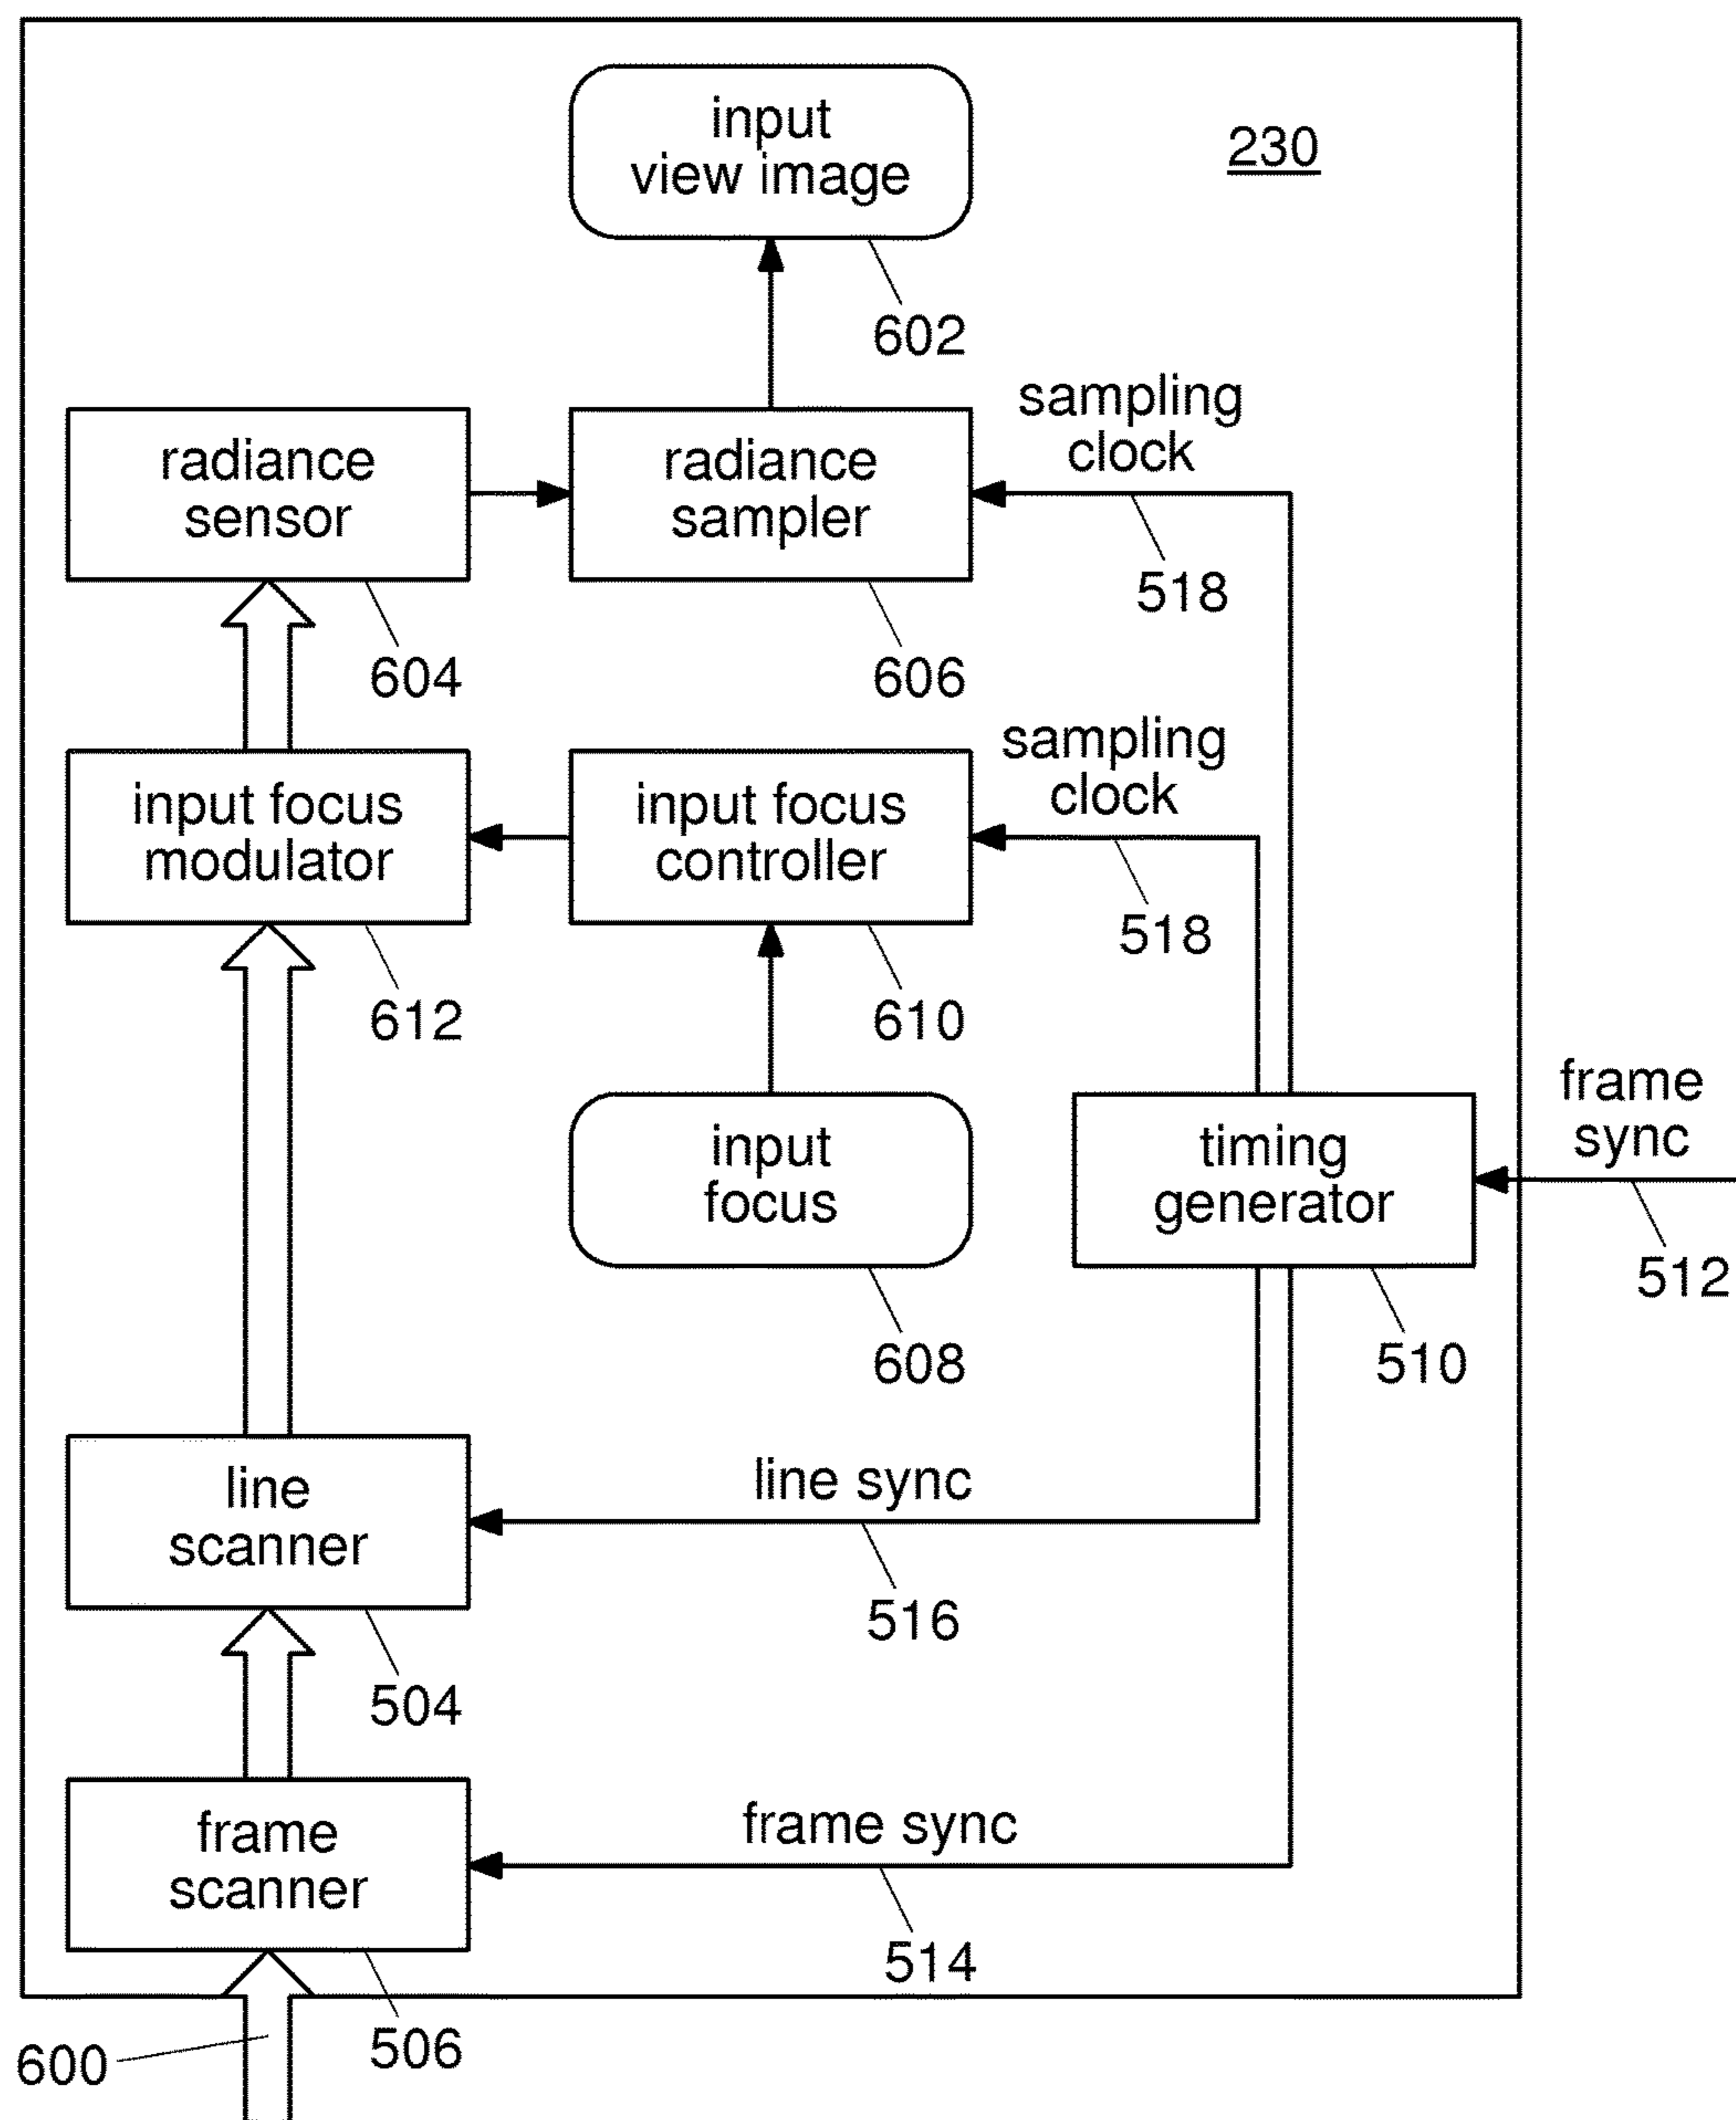 input
view image
230
602
sampling
clock
radiance
sensor
radiance
sampler
518
604
606
sampling
clock
input focus
modulator
input focus
controller
518
612
610
frame
sync
input
focus
timing
generator
512
608
510
line sync
line
scanner
516
504
frame sync
frame
scanner
514
506
600